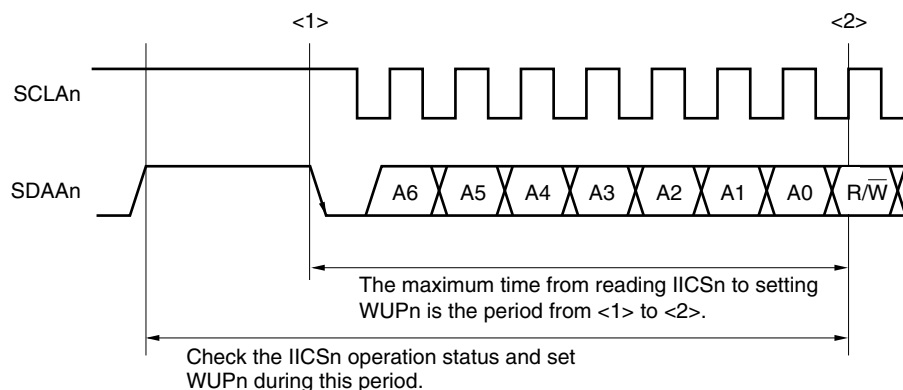 <1> <2>
SCLAn
SDAAn A6 A5 A4 A3 A2 A1 A0 R/W̅
The maximum time from reading IICSn to setting
WUPn is the period from <1> to <2>.
Check the IICSn operation status and set
WUPn during this period.